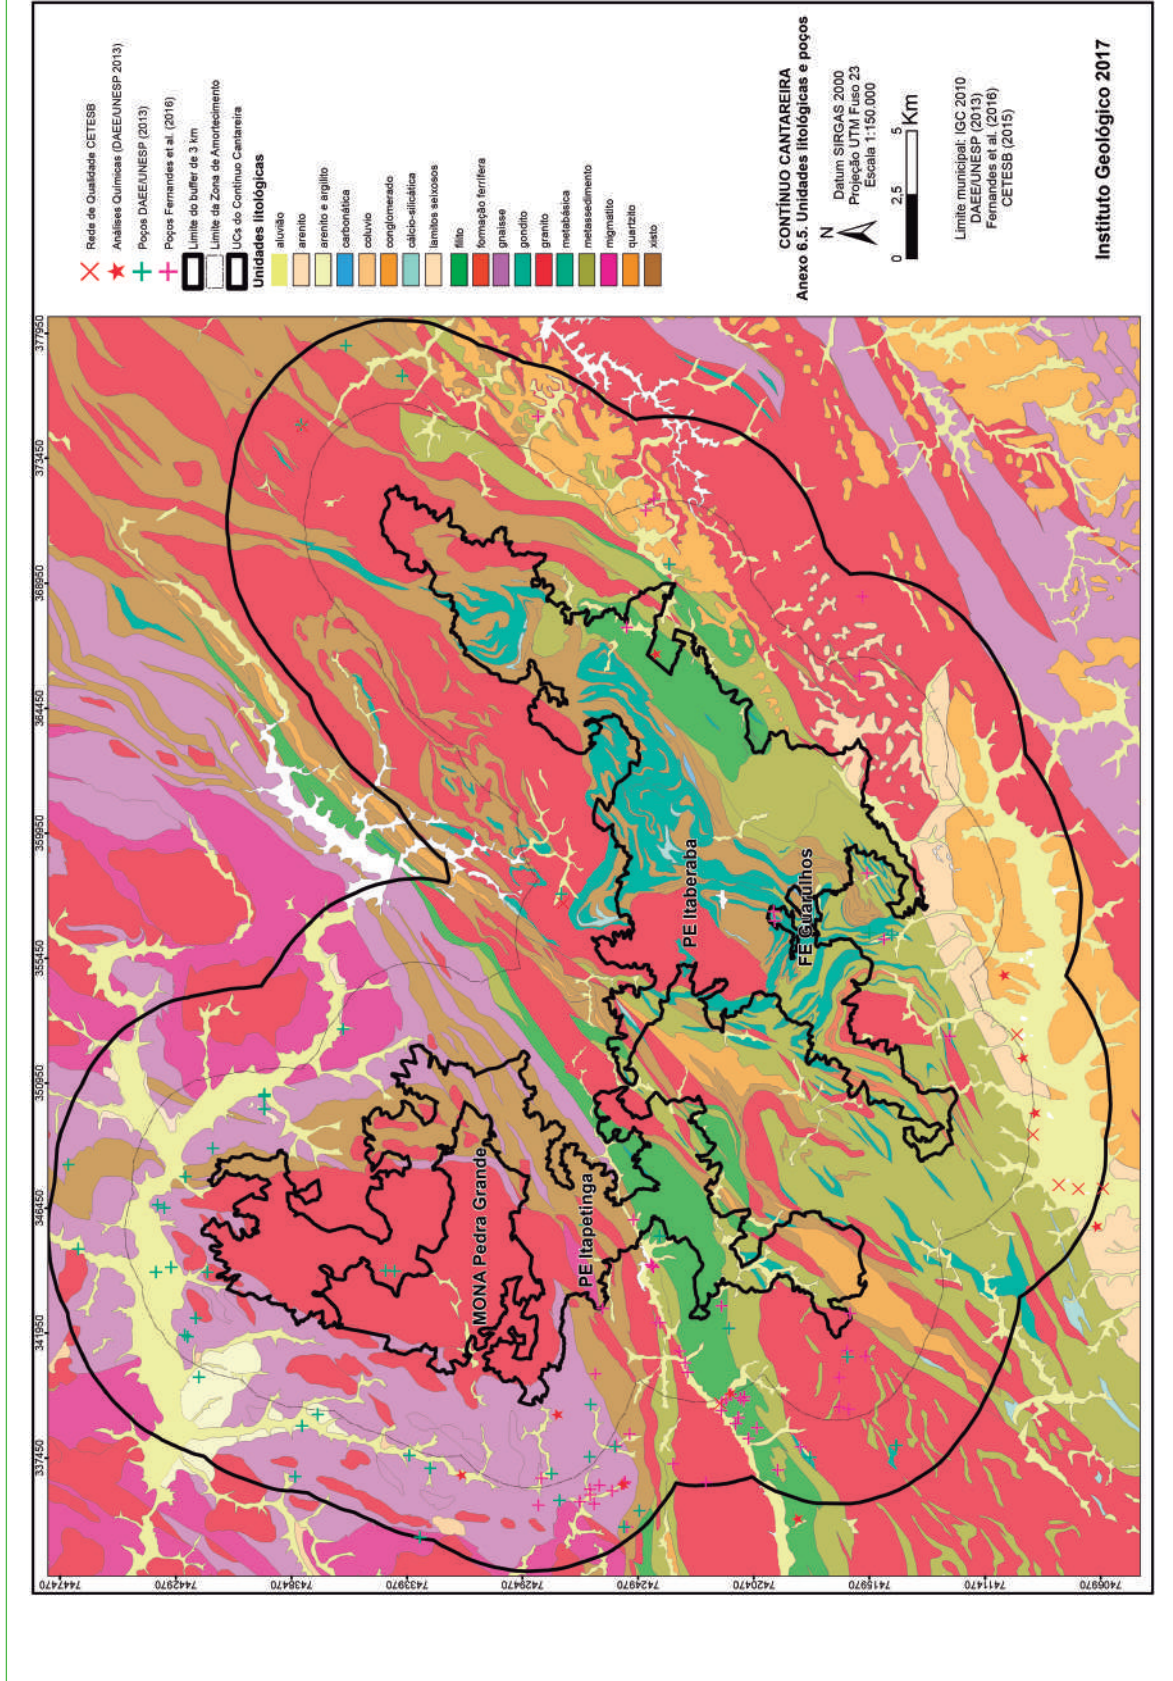 377950
373450
368950
364450
359950
355450
350950
346450
341950
337450
7447470
7442970
7438470
7433970
7429470
7424970
7420470
7415970
7411470
7406970
MONA Pedra Grande
PE Itapetinga
PE Itaberaba
FE Guarulhos
Rede de Qualidade CETESB
Análises Químicas (DAEE/UNESP 2013)
Poços DAEE/UNESP (2013)
Poços Fernandes et al. (2016)
Limite do buffer de 3 km
Limite da Zona de Amortecimento
UCs do Contínuo Cantareira
Unidades litológicas
aluvião
arenito
arenito e argilito
carbonática
coluvio
conglomerado
cálcio-silicática
lamitos seixosos
filito
formação ferrífera
gnaisse
gondito
granito
metabásica
metassedimento
migmatito
quartzito
xisto
CONTÍNUO CANTAREIRA
Anexo 6.5. Unidades litológicas e poços
N
Datum SIRGAS 2000
Projeção UTM Fuso 23
Escala 1:150.000
0 2,5 5 Km
Limite municipal: IGC 2010
DAEE/UNESP (2013)
Fernandes et al. (2016)
CETESB (2015)
Instituto Geológico 2017